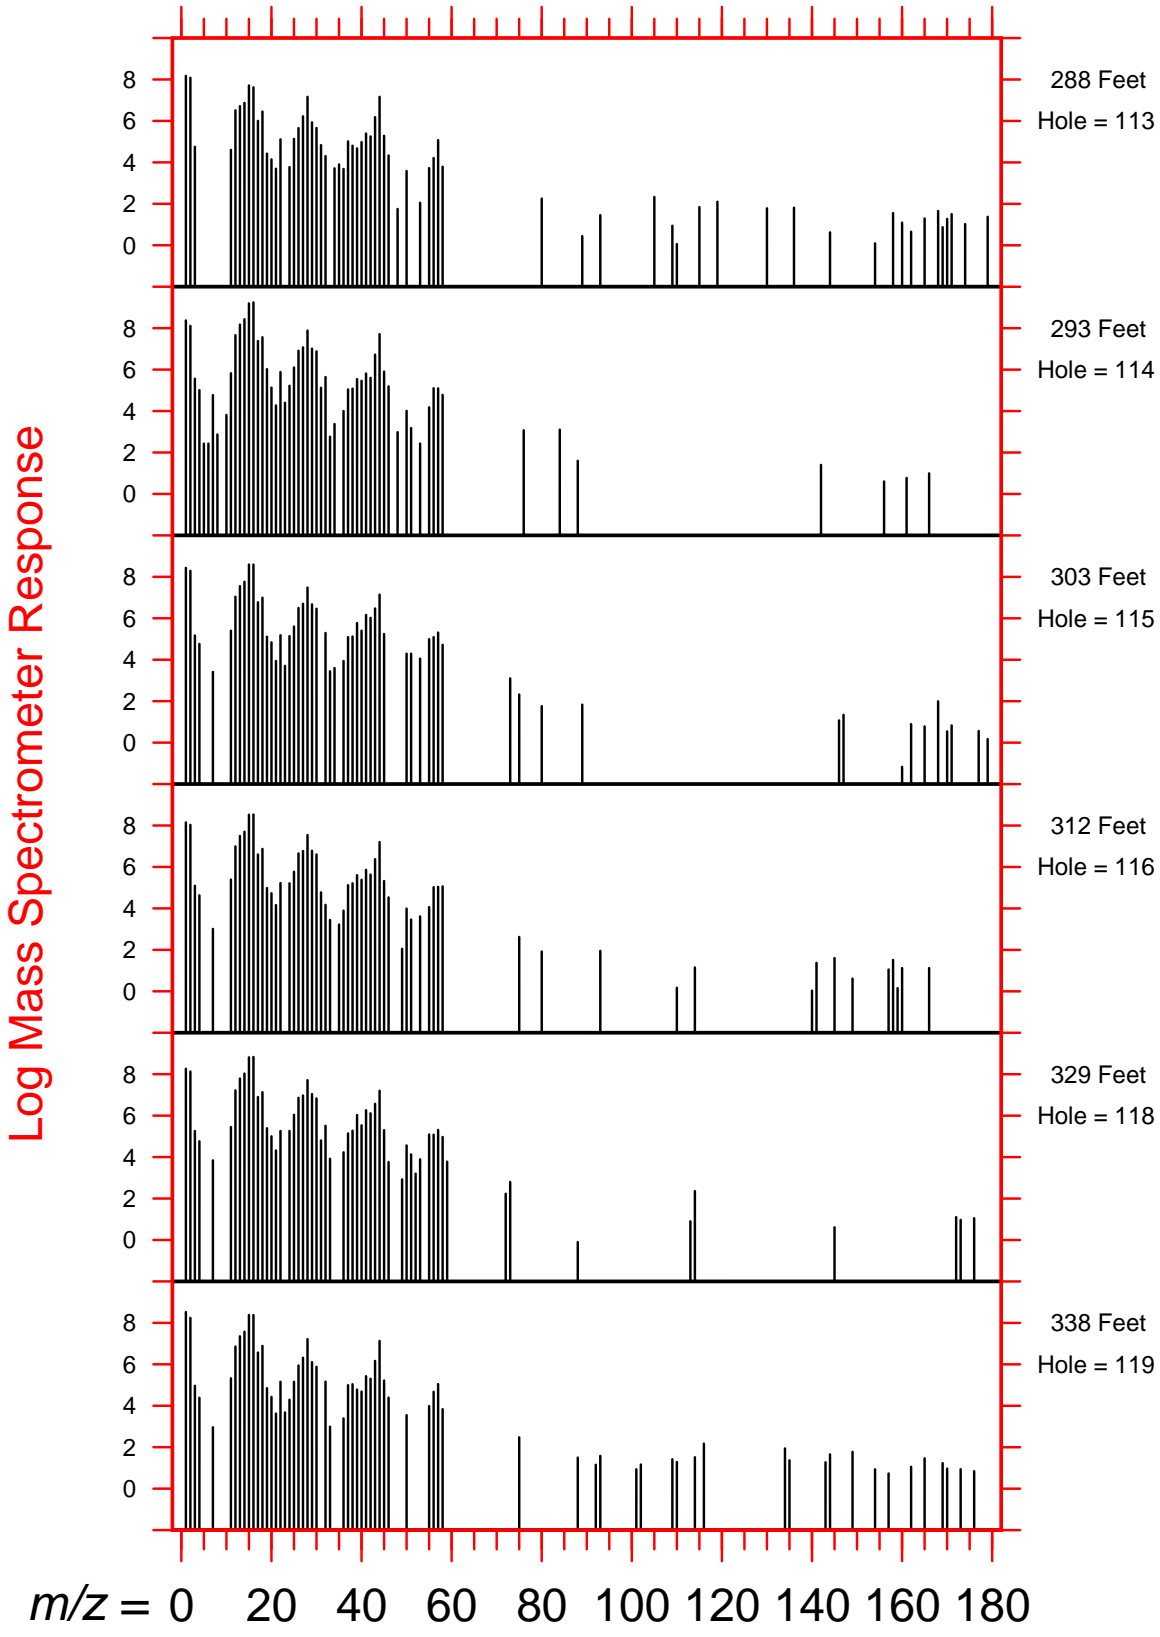 Log Mass Spectrometer Response
8
6
4
2
0
288 Feet
Hole = 113
8
6
4
2
0
293 Feet
Hole = 114
8
6
4
2
0
303 Feet
Hole = 115
8
6
4
2
0
312 Feet
Hole = 116
8
6
4
2
0
329 Feet
Hole = 118
8
6
4
2
0
338 Feet
Hole = 119
m/z = 0 20 40 60 80 100 120 140 160 180